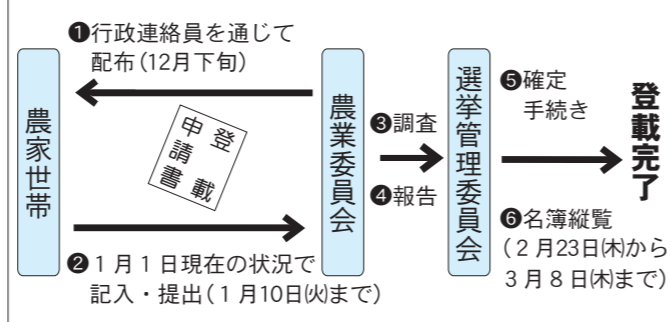 ❶行政連絡員を通じて
配布(12月下旬)
農家世帯
登載
申請書
農業委員会
❷1月1日現在の状況で
記入・提出(1月10日㈫まで)
❸調査
❹報告
選挙管理委員会
❺確定
手続き
❻名簿縦覧
(2月23日㈭から
3月8日㈭まで)
登載完了